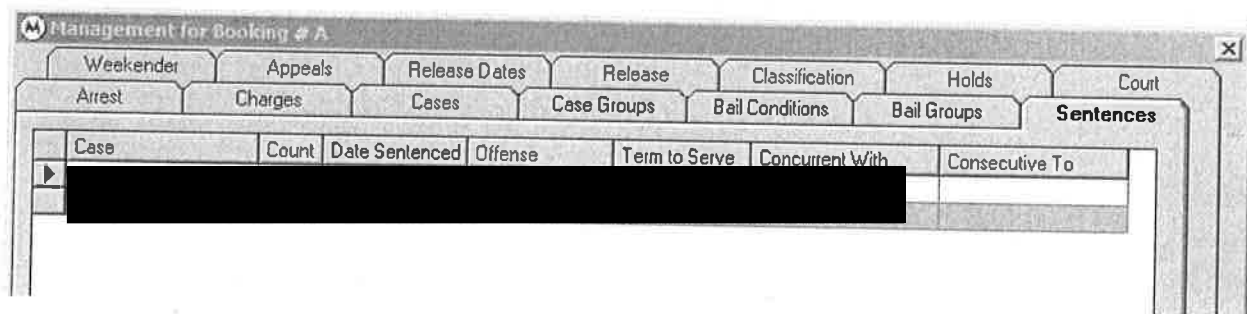 Management for Booking # A
Weekender Appeals Release Dates Release Classification Holds Court
Arrest Charges Cases Case Groups Bail Conditions Bail Groups Sentences
Case Count Date Sentenced Offense Term to Serve Concurrent With Consecutive To